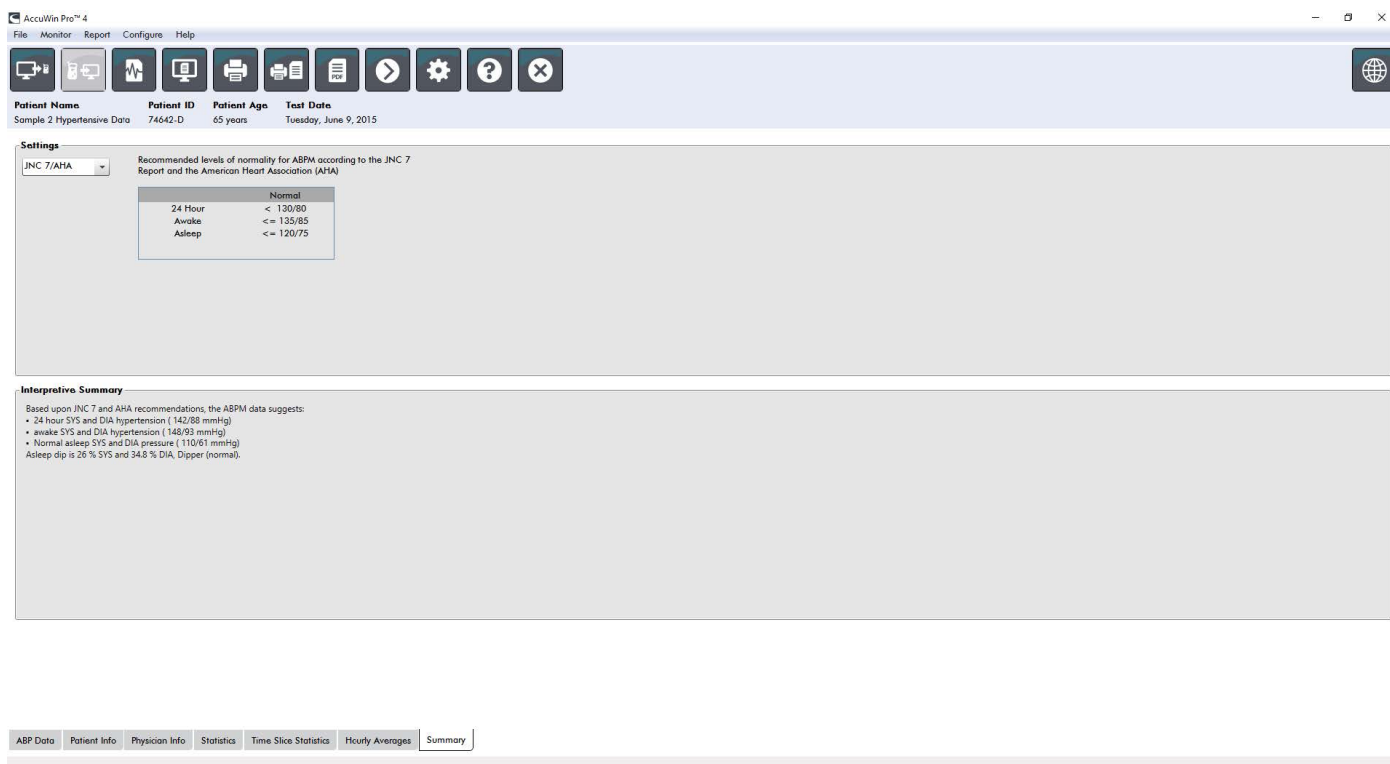 AccuWin Pro™ 4
File Monitor Report Configure Help
PDF
Patient Name Patient ID Patient Age Test Date
Sample 2 Hypertensive Data 74642-D 65 years Tuesday, June 9, 2015
Settings
JNC 7/AHA
Recommended levels of normality for ABPM according to the JNC 7
Report and the American Heart Association (AHA)
Normal
24 Hour < 130/80
Awake <= 135/85
Asleep <= 120/75
Interpretive Summary
Based upon JNC 7 and AHA recommendations, the ABPM data suggests:
• 24 hour SYS and DIA hypertension ( 142/88 mmHg)
• awake SYS and DIA hypertension ( 148/93 mmHg)
• Normal asleep SYS and DIA pressure ( 110/61 mmHg)
Asleep dip is 26 % SYS and 34.8 % DIA, Dipper (normal).
ABP Data Patient Info Physician Info Statistics Time Slice Statistics Hourly Averages Summary